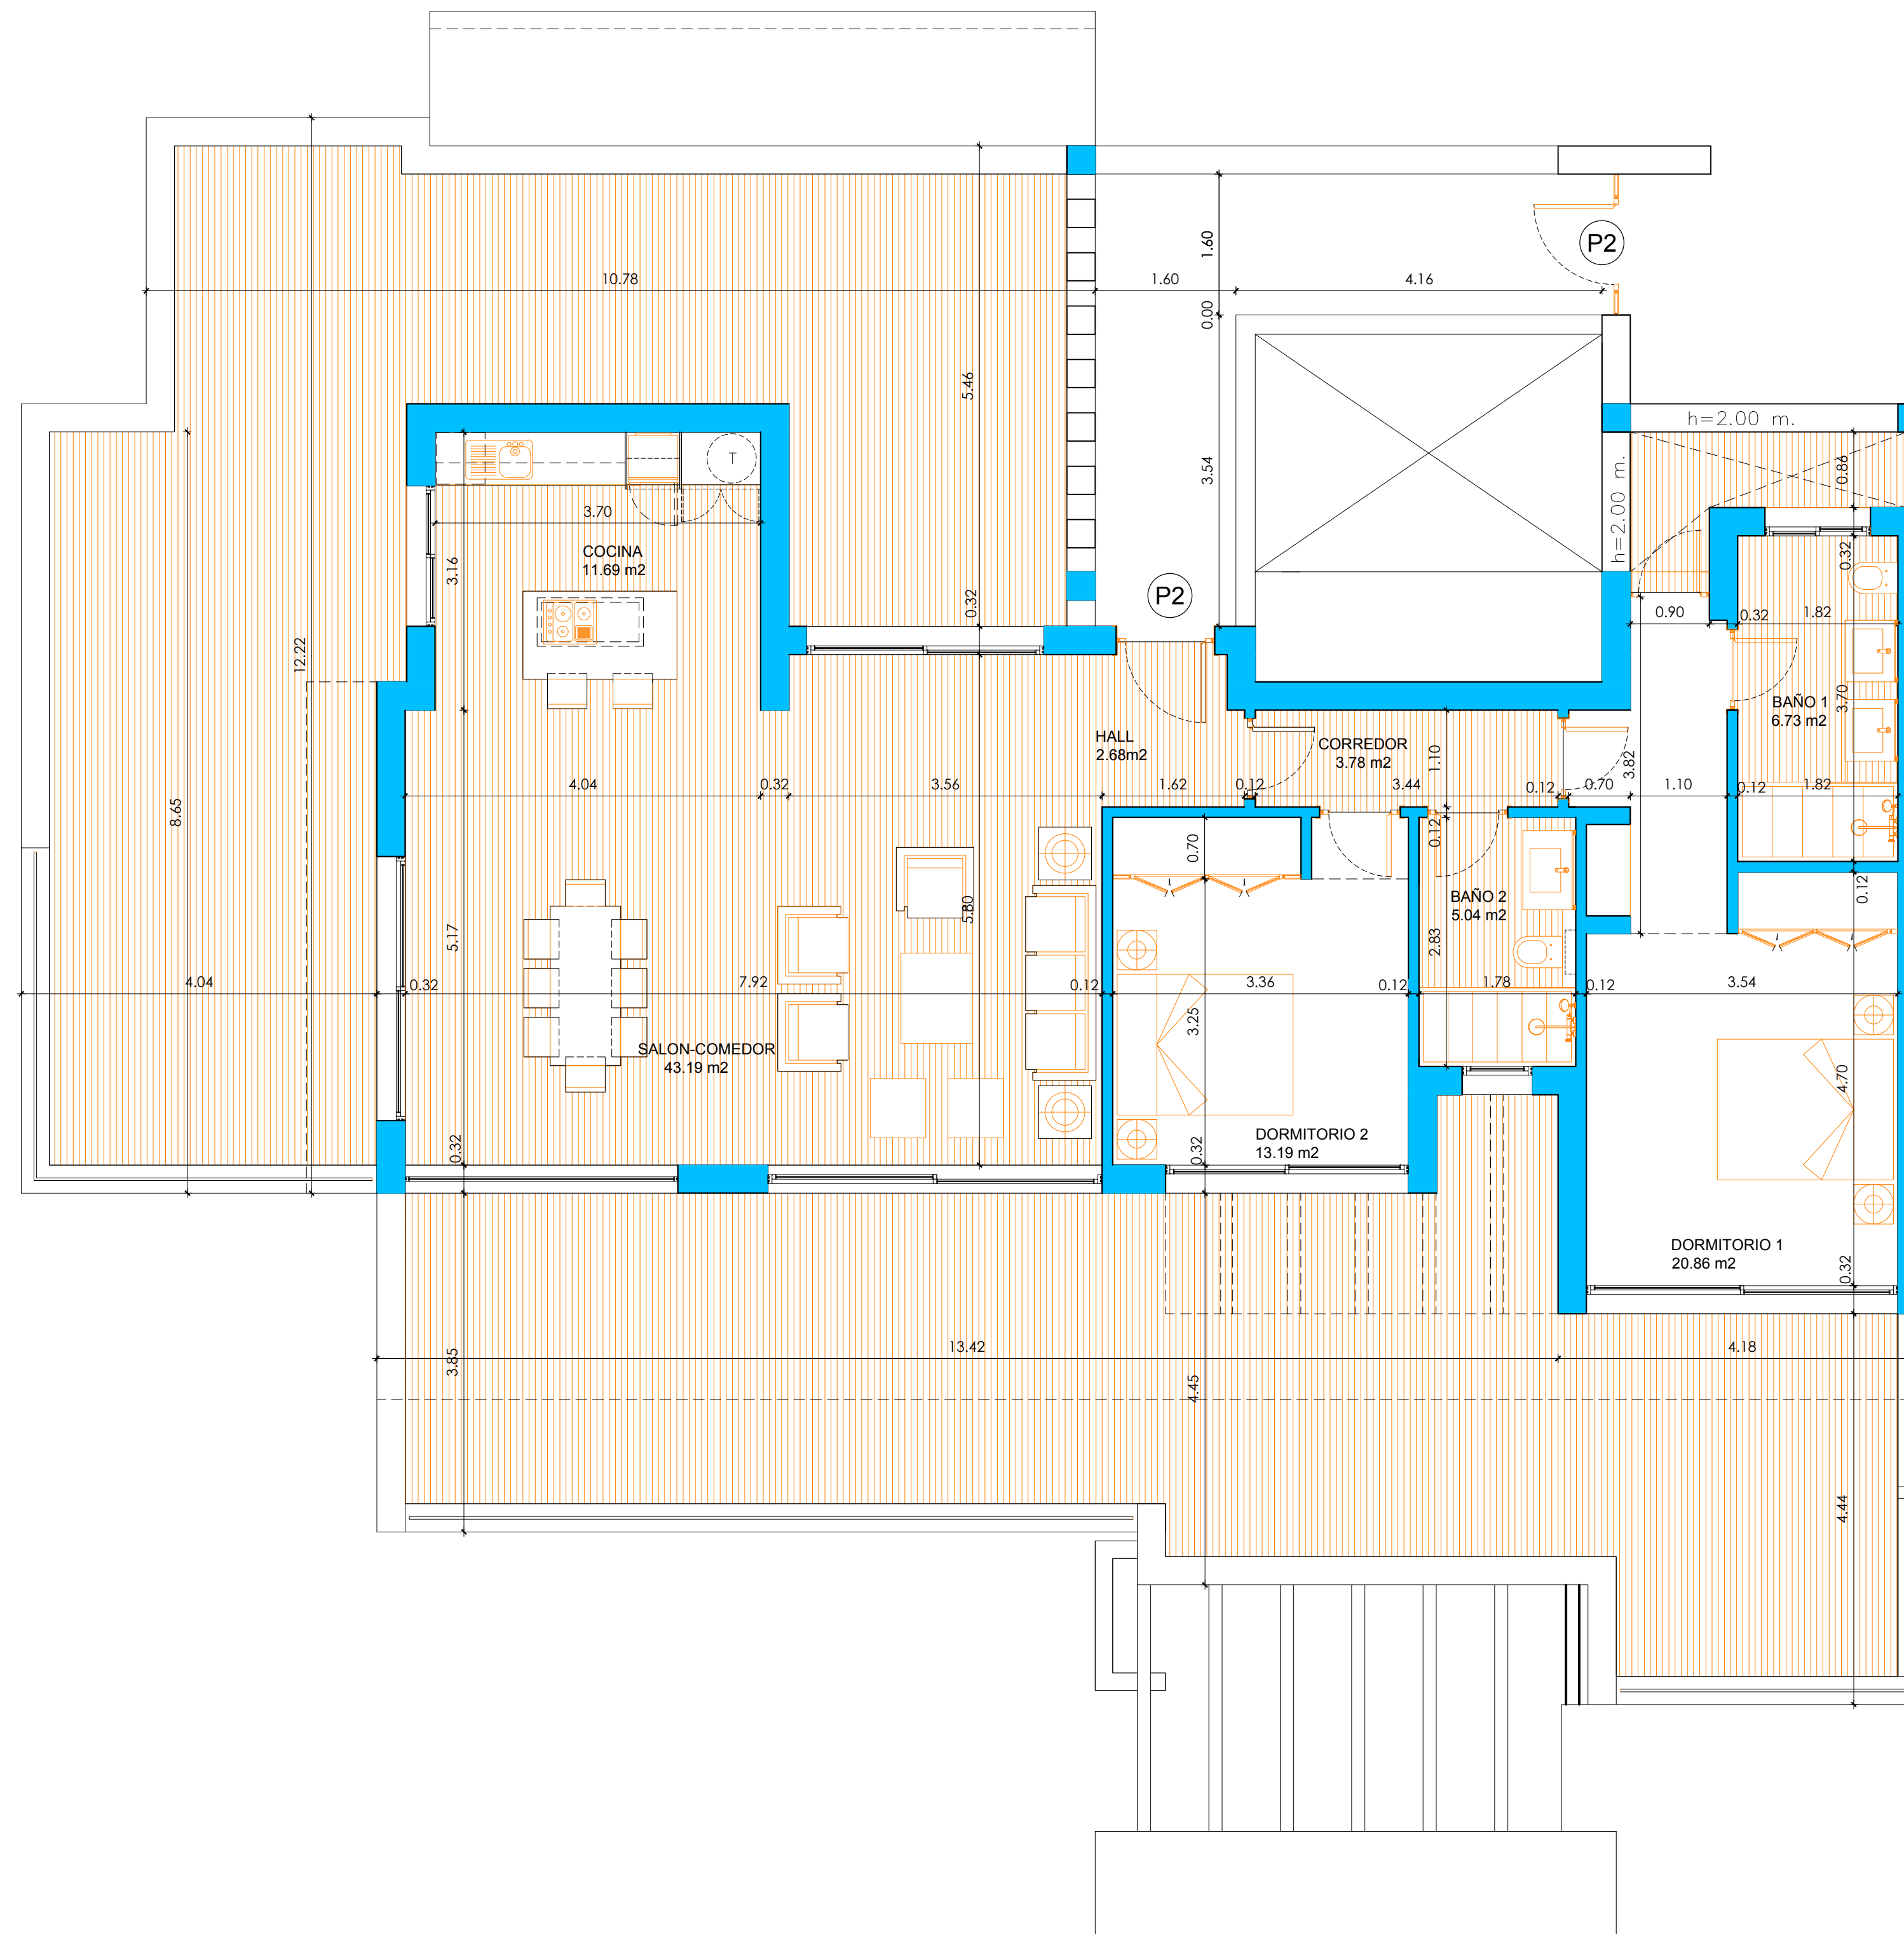 P2
1.60
10.78
1.60
4.16
0.00
5.46
3.54
h=2.00 m.
h=2.00 m.
0.86
T
3.70
COCINA
11.69 m2
3.16
0.32
P2
0.32
0.90
0.32
1.82
12.22
BAÑO 1
6.73 m2
3.70
HALL
2.68m2
CORREDOR
3.78 m2
1.10
3.82
4.04
0.32
3.56
1.62
0.12
3.44
0.12
0.70
1.10
0.12
1.82
8.65
0.12
0.70
0.12
BAÑO 2
5.04 m2
5.80
5.17
2.83
4.04
0.32
7.92
0.12
3.36
0.12
1.78
0.12
3.54
3.25
SALON-COMEDOR
43.19 m2
4.70
0.32
0.32
DORMITORIO 2
13.19 m2
DORMITORIO 1
20.86 m2
0.32
13.42
4.18
3.85
4.45
4.44